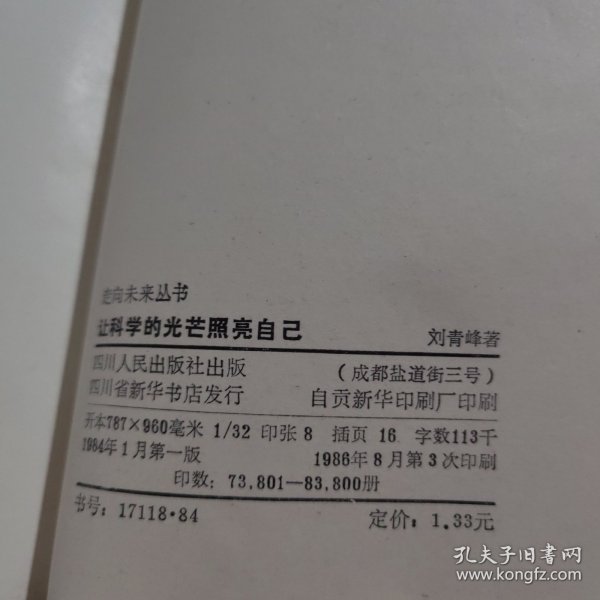 走向未来丛书
让科学的光芒照亮自己 刘青峰著
四川人民出版社出版 (成都盐道街三号)
四川省新华书店发行 自贡新华印刷厂印刷
开本787×960毫米 1/32 印张 8 插页 16 字数113千
1984年1月第一版 1986年8月第3次印刷
印数: 73,801—83,800册
书号: 17118·84 定价: 1.33元
孔夫子旧书网
www.kongfz.com